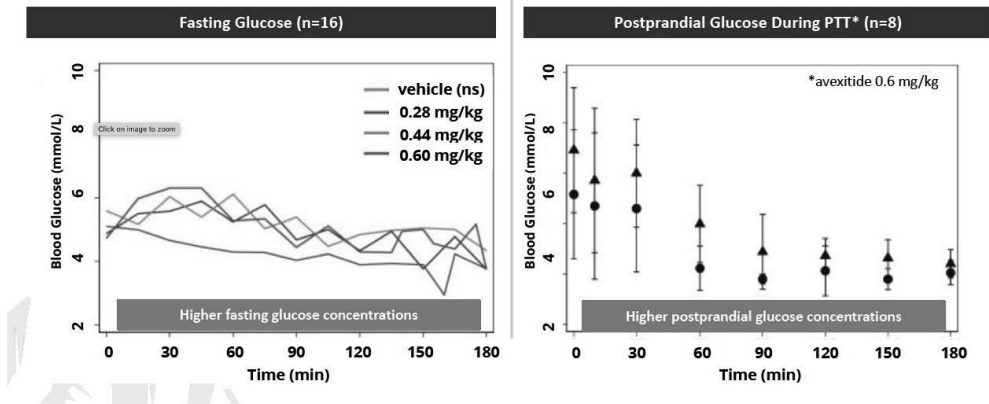 Fasting Glucose (n=16)
10
8
6
4
2
Blood Glucose (mmol/L)
Click on image to zoom
vehicle (ns)
0.28 mg/kg
0.44 mg/kg
0.60 mg/kg
Higher fasting glucose concentrations
0 30 60 90 120 150 180
Time (min)
Postprandial Glucose During PTT* (n=8)
10
8
6
4
2
Blood Glucose (mmol/L)
*avexitide 0.6 mg/kg
Higher postprandial glucose concentrations
0 30 60 90 120 150 180
Time (min)